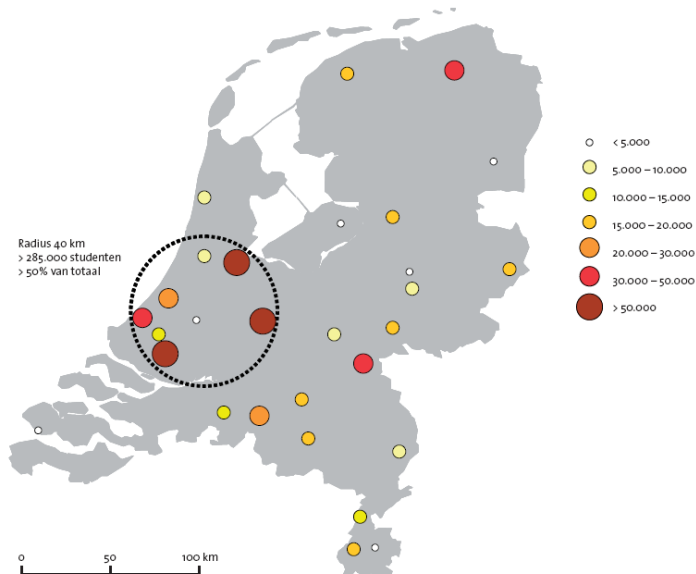 < 5.000
5.000 – 10.000
10.000 – 15.000
15.000 – 20.000
20.000 – 30.000
30.000 – 50.000
> 50.000
Radius 40 km
> 285.000 studenten
> 50% van totaal
0 50 100 km